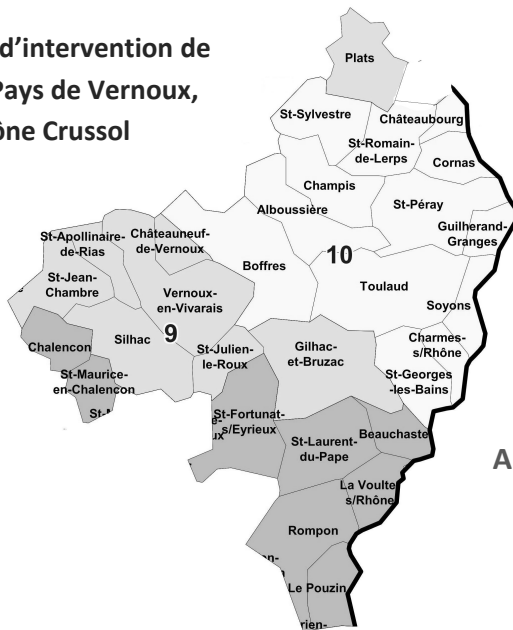 d’intervention de
Pays de Vernoux,
ône Crussol
Plats
St-Sylvestre
Châteaubourg
St-Romain-
de-Lerps
Cornas
Champis
St-Péray
Alboussière
Guilherand-
Granges
St-Apollinaire-
de-Rias
Châteauneuf-
de-Vernoux
10
Boffres
St-Jean-
Chambre
Toulaud
Vernoux-
en-Vivarais
Soyons
9
Silhac
Chalencon
St-Julien-
le-Roux
Gilhac-
et-Bruzac
Charmes-
s/Rhône
St-Maurice-
en-Chalencon
St-Georges
-les-Bains
St-Fortunat-
s/Eyrieux
Beauchaste
St-Laurent-
du-Pape
A
La Voulte
s/Rhône
Rompon
Le Pouzin